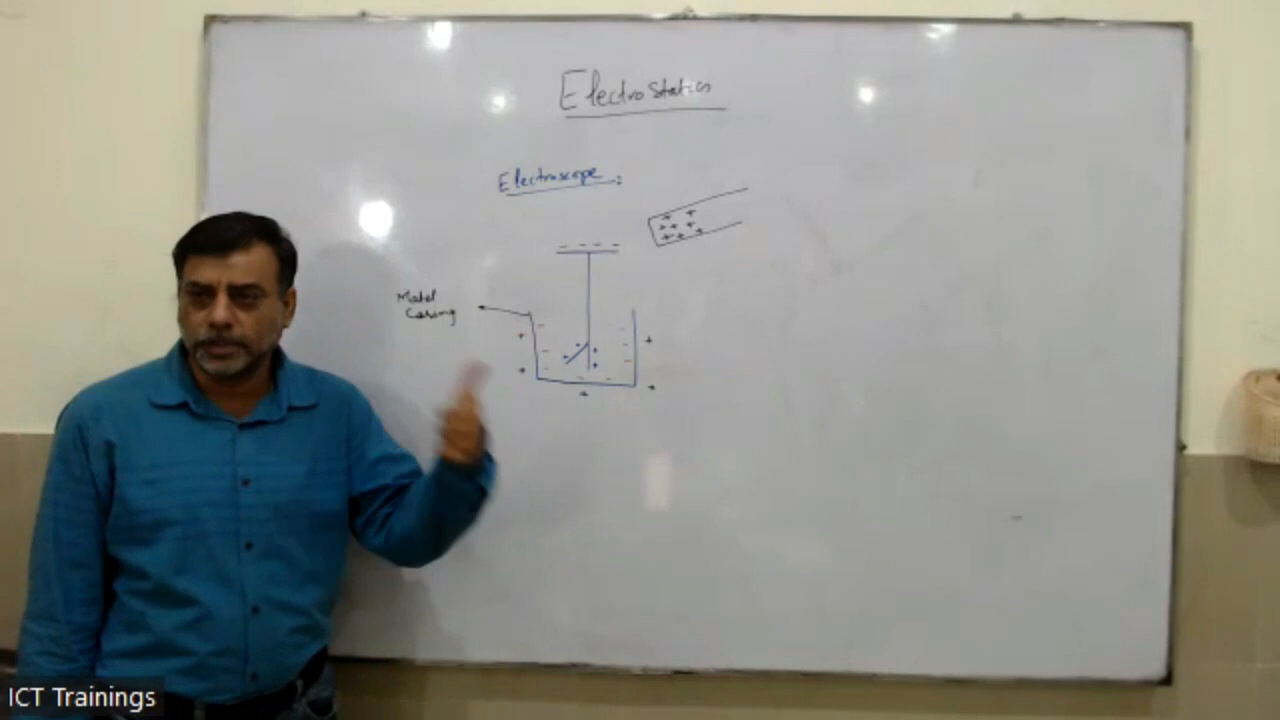 ElectroStatics
Electroscope :
- - - -
+ +
+ + +
+ + +
Metal
Casing
ICT Trainings